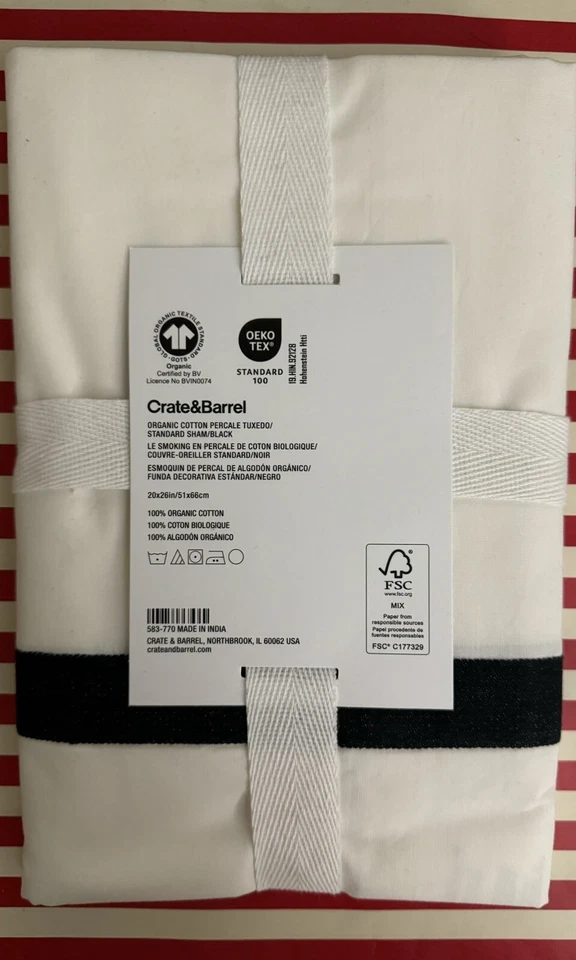 GLOBAL ORGANIC TEXTILE STANDARD
·GOTS·
Organic
Certified by BV
Licence No BVIN0074
OEKO
TEX®
STANDARD
100
19.HIN.92128
Hohenstein HTTI
Crate&Barrel
ORGANIC COTTON PERCALE TUXEDO/
STANDARD SHAM/BLACK
LE SMOKING EN PERCALE DE COTON BIOLOGIQUE/
COUVRE-OREILLER STANDARD/NOIR
ESMOQUIN DE PERCAL DE ALGODÓN ORGÁNICO/
FUNDA DECORATIVA ESTÁNDAR/NEGRO
20x26in/51x66cm
100% ORGANIC COTTON
100% COTON BIOLOGIQUE
100% ALGODÓN ORGÁNICO
FSC
www.fsc.org
MIX
Paper from
responsible sources
Papel procedente de
fuentes responsables
FSC® C177329
583-770 MADE IN INDIA
CRATE & BARREL, NORTHBROOK, IL 60062 USA
crateandbarrel.com